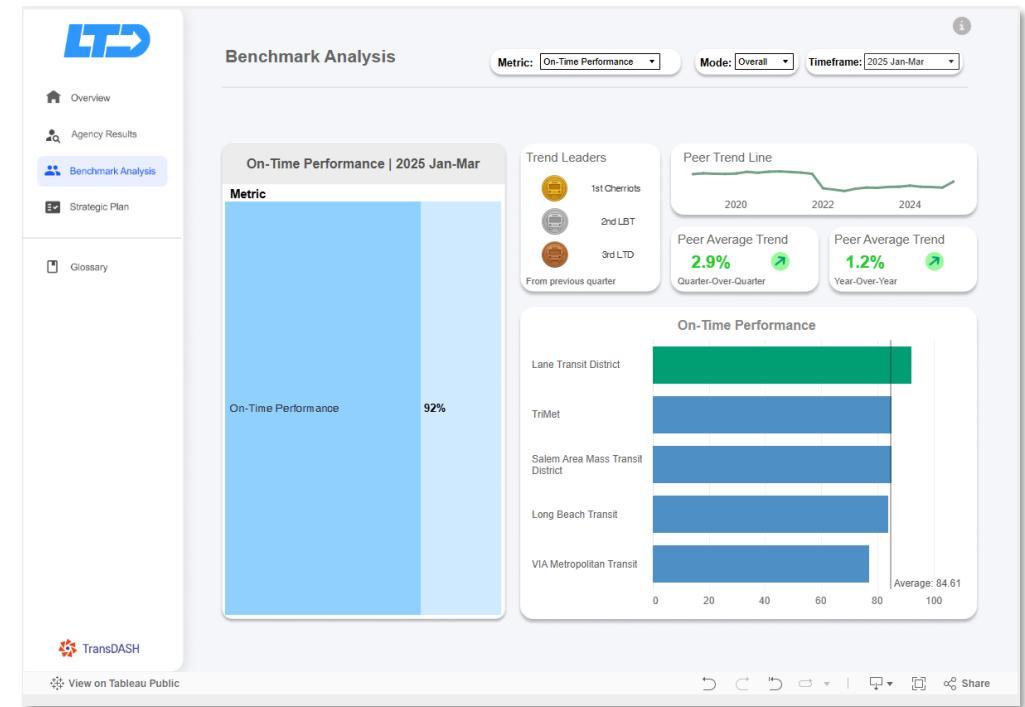 LTD
Benchmark Analysis
Metric: On-Time Performance
Mode: Overall
Timeframe: 2025 Jan-Mar
i
Overview
Agency Results
Benchmark Analysis
Strategic Plan
Glossary
On-Time Performance | 2025 Jan-Mar
Metric
On-Time Performance 92%
Trend Leaders
1st Cherriots
2nd LBT
3rd LTD
From previous quarter
Peer Trend Line
2020 2022 2024
Peer Average Trend
2.9%
Quarter-Over-Quarter
Peer Average Trend
1.2%
Year-Over-Year
On-Time Performance
Lane Transit District
TriMet
Salem Area Mass Transit
District
Long Beach Transit
VIA Metropolitan Transit
Average: 84.61
0 20 40 60 80 100
TransDASH
View on Tableau Public
Share